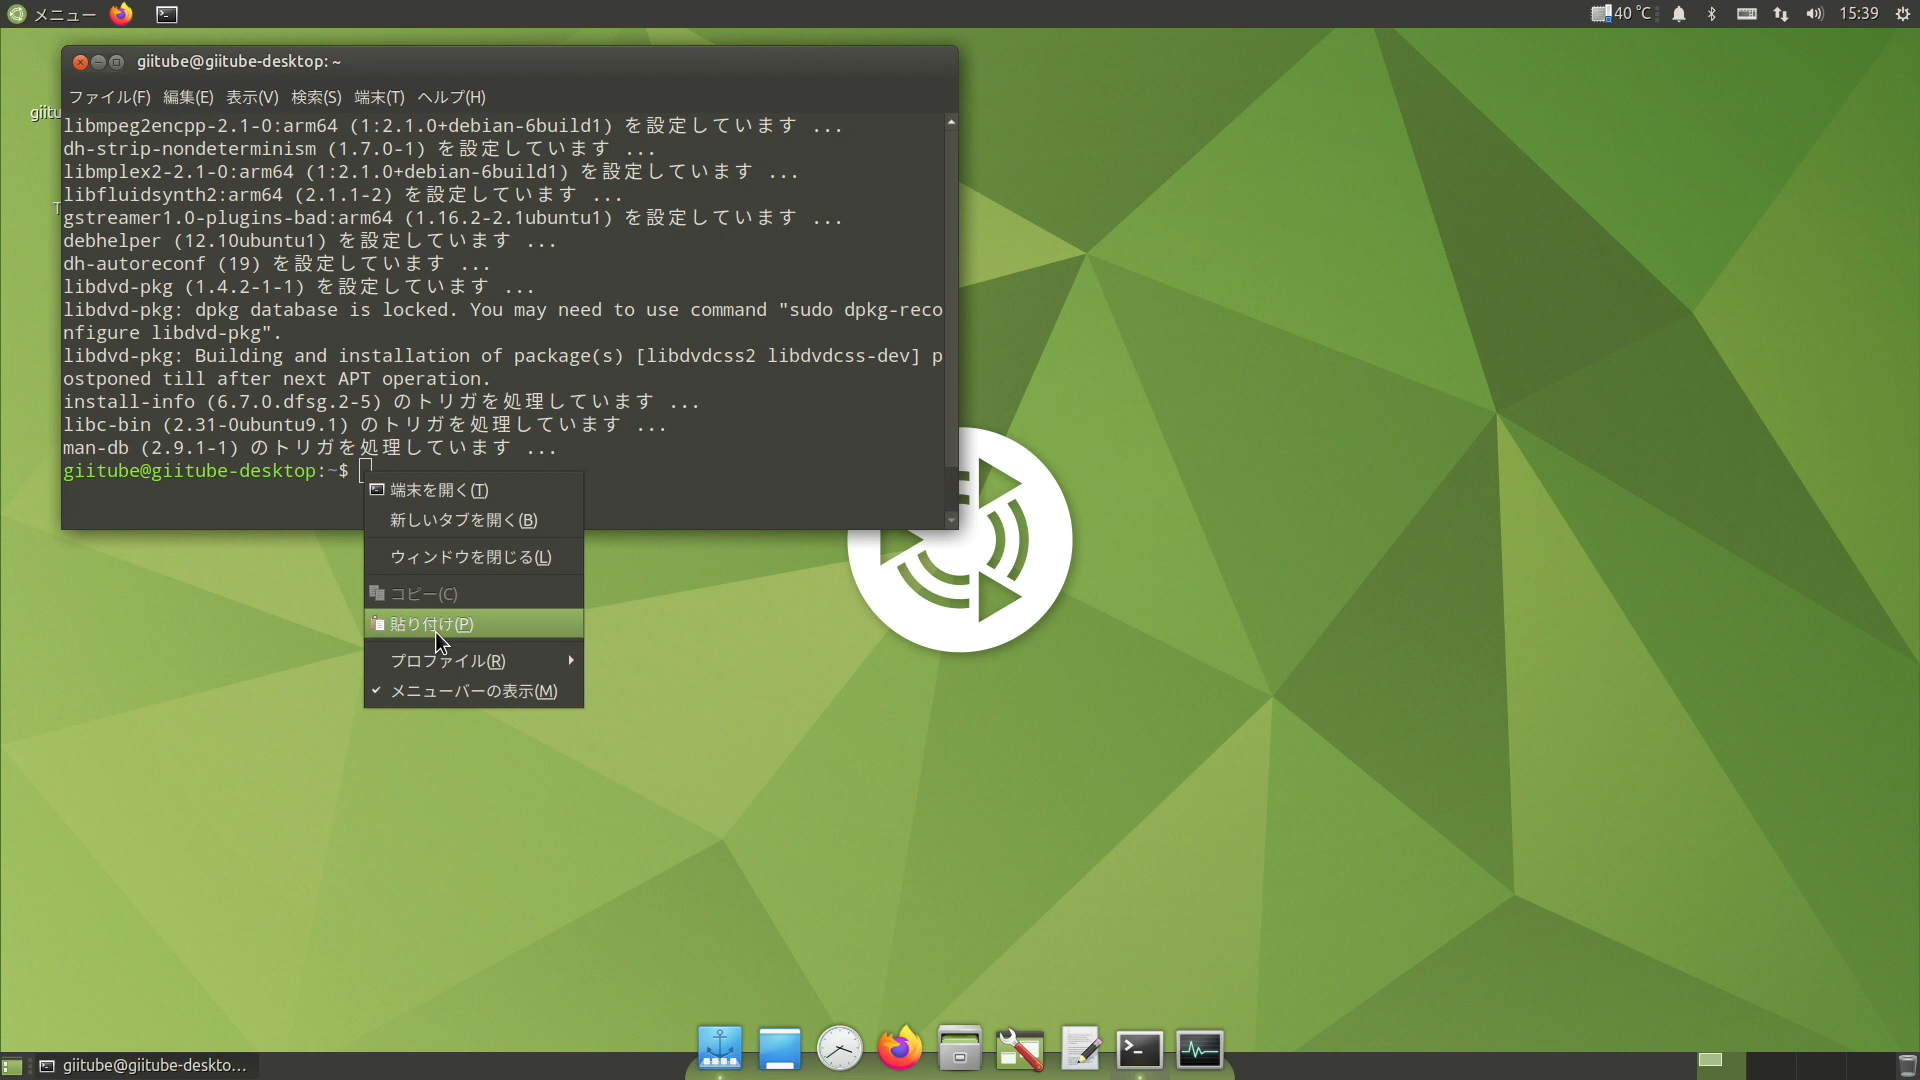 メニュー
40 ℃
15:39
giitube@giitube-desktop: ~
ファイル(F) 編集(E) 表示(V) 検索(S) 端末(T) ヘルプ(H)
giitu
libmpeg2encpp-2.1-0:arm64 (1:2.1.0+debian-6build1) を設定しています ...
dh-strip-nondeterminism (1.7.0-1) を設定しています ...
libmplex2-2.1-0:arm64 (1:2.1.0+debian-6build1) を設定しています ...
libfluidsynth2:arm64 (2.1.1-2) を設定しています ...
T
gstreamer1.0-plugins-bad:arm64 (1.16.2-2.1ubuntu1) を設定しています ...
debhelper (12.10ubuntu1) を設定しています ...
dh-autoreconf (19) を設定しています ...
libdvd-pkg (1.4.2-1-1) を設定しています ...
libdvd-pkg: dpkg database is locked. You may need to use command "sudo dpkg-reco
nfigure libdvd-pkg".
libdvd-pkg: Building and installation of package(s) [libdvdcss2 libdvdcss-dev] p
ostponed till after next APT operation.
install-info (6.7.0.dfsg.2-5) のトリガを処理しています ...
libc-bin (2.31-0ubuntu9.1) のトリガを処理しています ...
man-db (2.9.1-1) のトリガを処理しています ...
giitube@giitube-desktop:~$
端末を開く(T)
新しいタブを開く(B)
ウィンドウを閉じる(L)
コピー(C)
貼り付け(P)
プロファイル(R)
メニューバーの表示(M)
giitube@giitube-deskto...